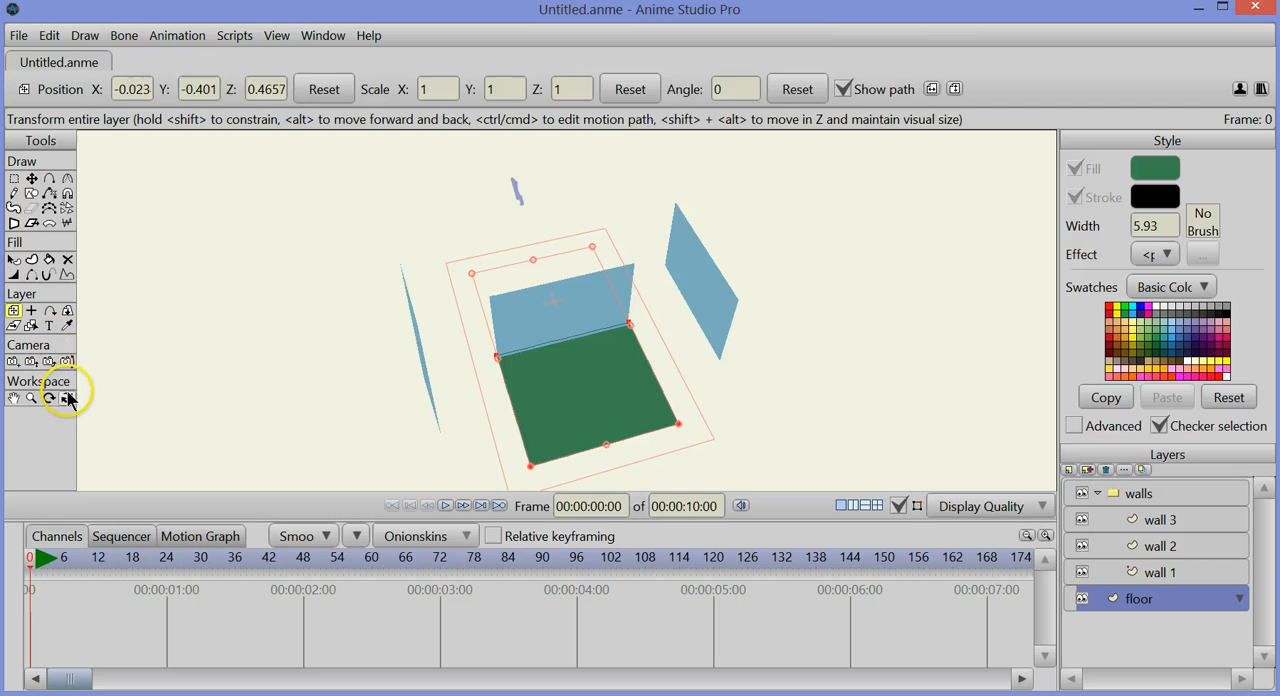 Untitled.anme - Anime Studio Pro
File Edit Draw Bone Animation Scripts View Window Help
Untitled.anme
Position X: -0.023 Y: -0.401 Z: 0.4657 Reset Scale X: 1 Y: 1 Z: 1 Reset Angle: 0 Reset Show path
Transform entire layer (hold <shift> to constrain, <alt> to move forward and back, <ctrl/cmd> to edit motion path, <shift> + <alt> to move in Z and maintain visual size) Frame: 0
Tools
Draw
Fill
Layer
Camera
Workspace
Style
Fill
Stroke
Width 5.93 No Brush
Effect <p ...
Swatches Basic Colc
Copy Paste Reset
Advanced Checker selection
Layers
walls
wall 3
wall 2
wall 1
floor
Frame 00:00:00:00 of 00:00:10:00 Display Quality
Channels Sequencer Motion Graph Smoo Onionskins Relative keyframing
0 6 12 18 24 30 36 42 48 54 60 66 72 78 84 90 96 102 108 114 120 126 132 138 144 150 156 162 168 174
00:00:01:00 00:00:02:00 00:00:03:00 00:00:04:00 00:00:05:00 00:00:06:00 00:00:07:00